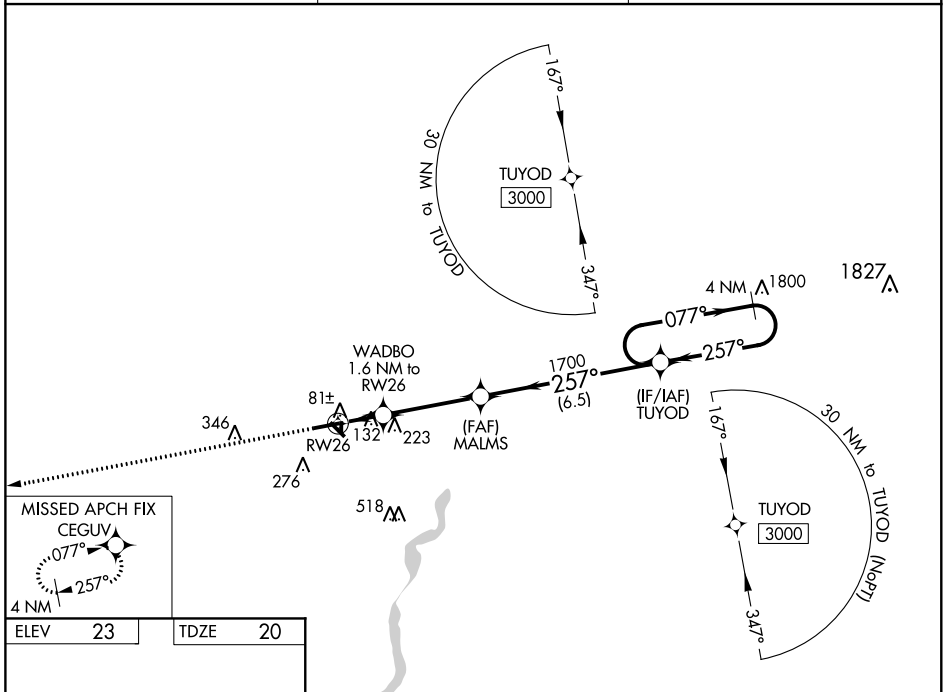 167°
30 NM to TUYOD
TUYOD
3000
347°
1827
4 NM
1800
077°
257°
WADBO
1.6 NM to
RW26
1700
257°
(6.5)
(IF/IAF)
TUYOD
81±
(FAF)
MALMS
346
132
223
RW26
276
518
167°
30 NM to TUYOD (NoPT)
TUYOD
3000
347°
MISSED APCH FIX
CEGUV
077°
257°
4 NM
ELEV 23
TDZE 20